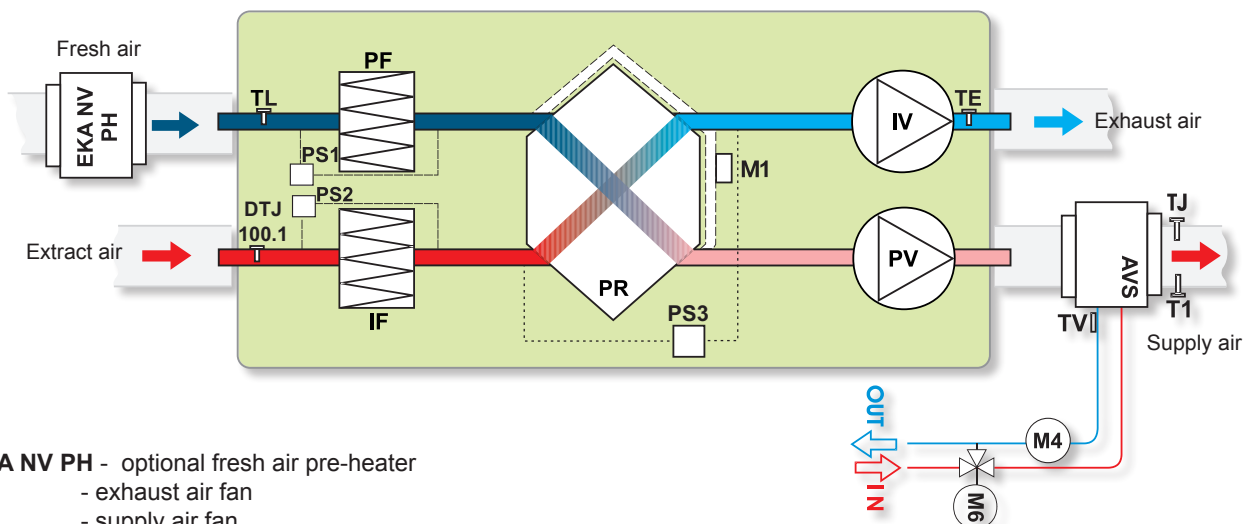 Fresh air
EKA NV
PH
TL
PF
PS1
PS2
DTJ
100.1
Extract air
IF
PR
M1
PS3
IV
TE
Exhaust air
PV
TJ
AVS
T1
TV
Supply air
OUT
IN
M4
M6
A NV PH - optional fresh air pre-heater
- exhaust air fan
- supply air fan